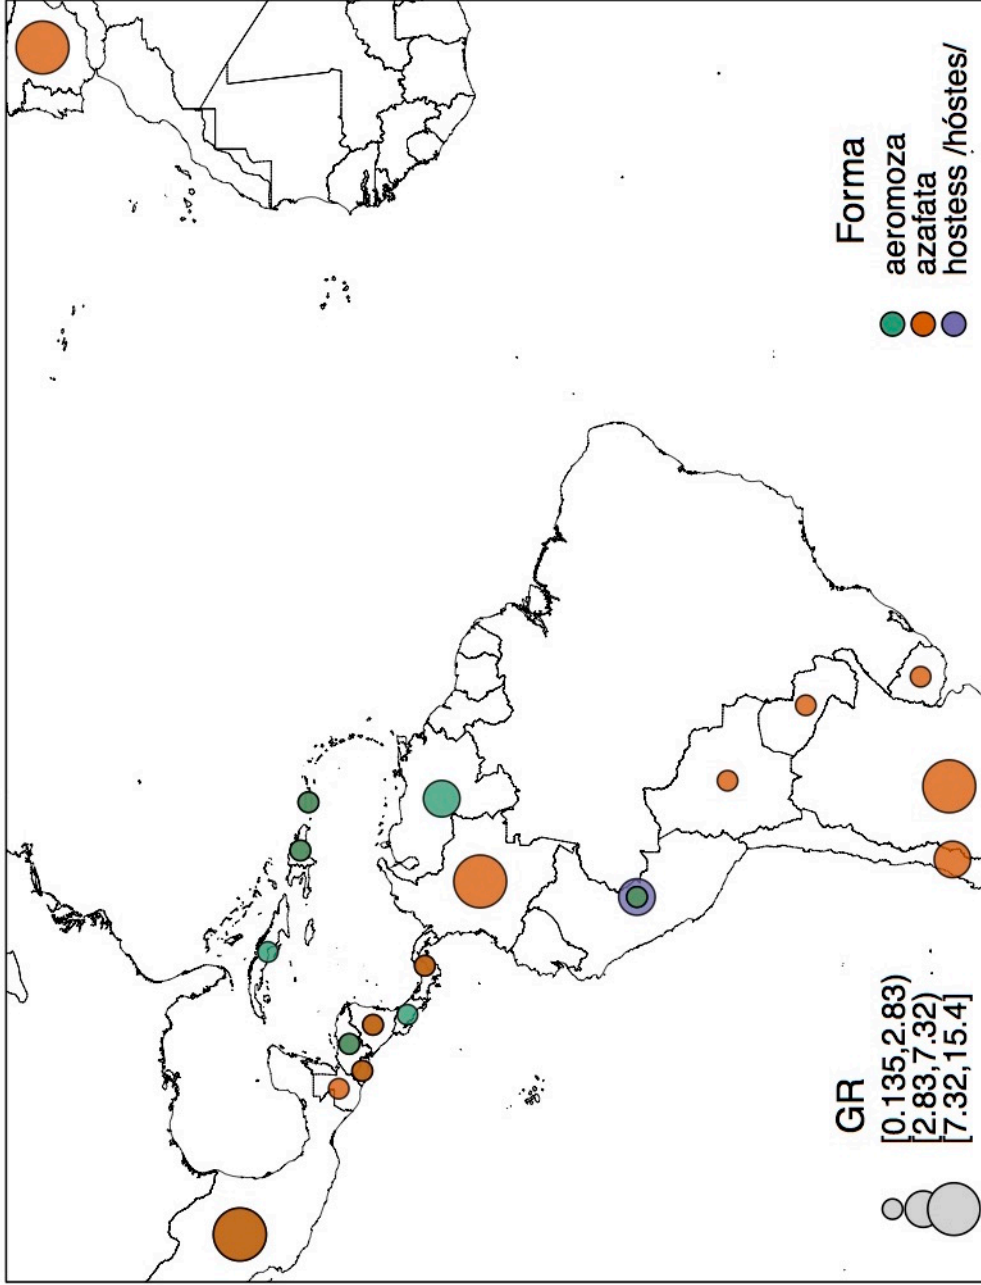 GR
[0.135,2.83)
[2.83,7.32)
[7.32,15.4]
Forma
aeromoza
azafata
hostess /hóstes/